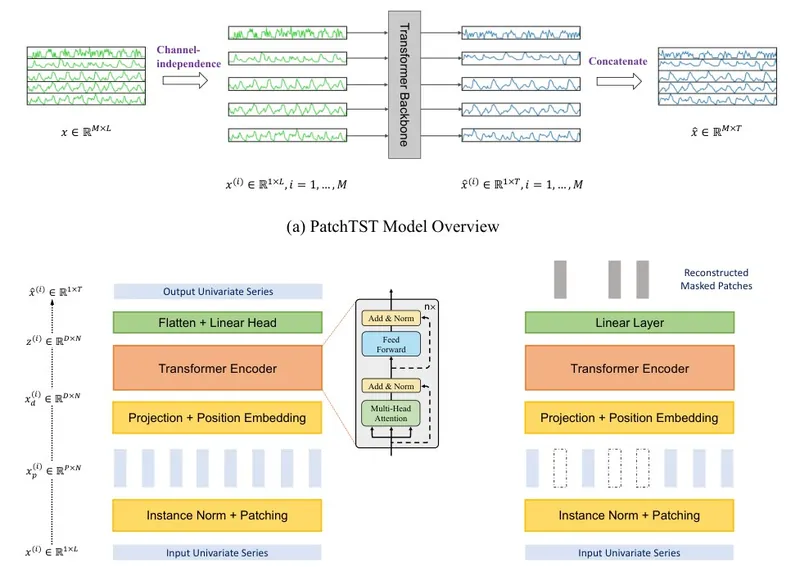 Channel-
independence
Transformer Backbone
Concatenate
x ∈ ℝ^{M×L}
x̂ ∈ ℝ^{M×T}
x^{(i)} ∈ ℝ^{1×L}, i = 1, … , M
x̂^{(i)} ∈ ℝ^{1×T}, i = 1, … , M
(a) PatchTST Model Overview
x̂^{(i)} ∈ ℝ^{1×T}
Output Univariate Series
z^{(i)} ∈ ℝ^{D×N}
Flatten + Linear Head
Transformer Encoder
x_d^{(i)} ∈ ℝ^{D×N}
Projection + Position Embedding
x_p^{(i)} ∈ ℝ^{P×N}
Instance Norm + Patching
x^{(i)} ∈ ℝ^{1×L}
Input Univariate Series
n×
Add & Norm
Feed
Forward
Add & Norm
Multi-Head
Attention
Reconstructed
Masked Patches
Linear Layer
Transformer Encoder
Projection + Position Embedding
Instance Norm + Patching
Input Univariate Series